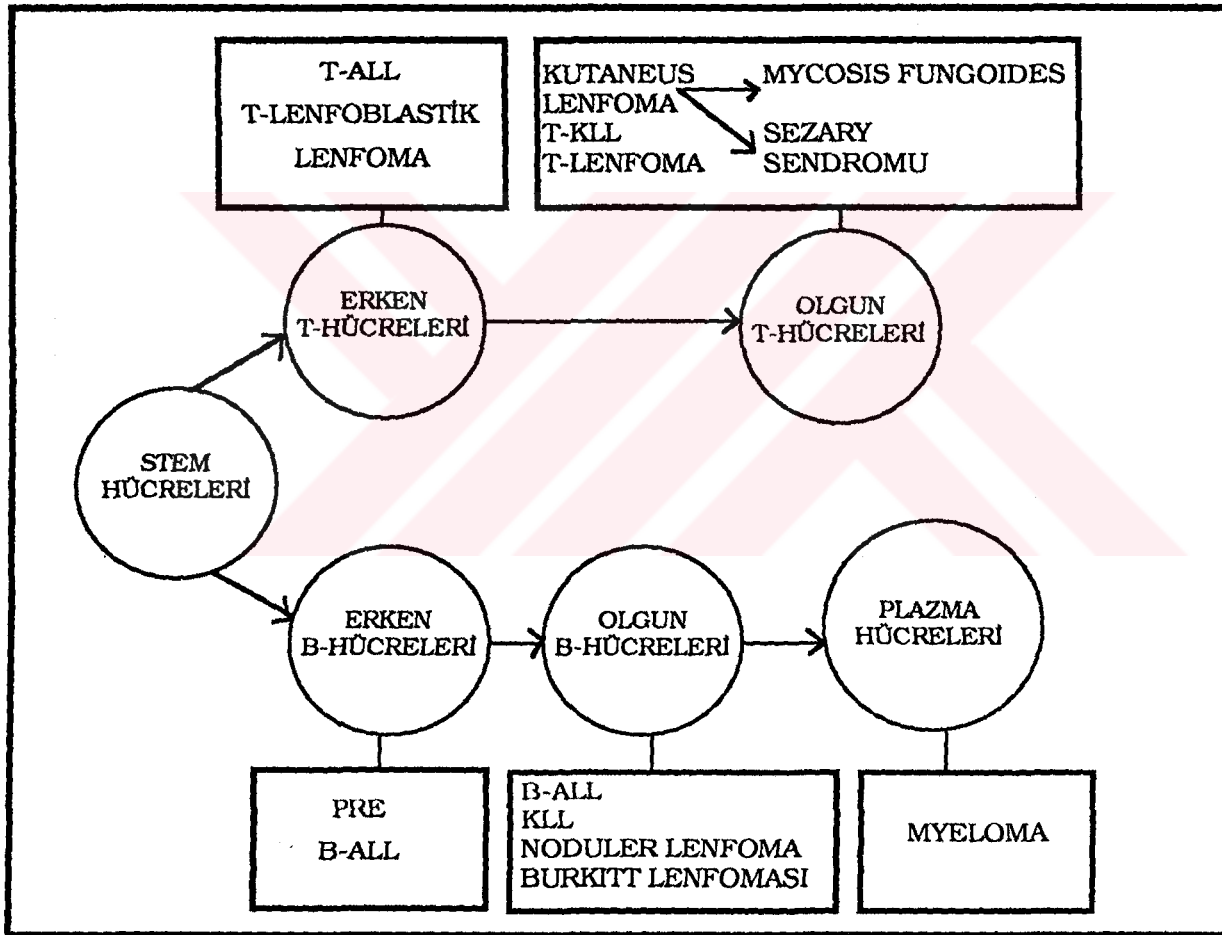 T-ALL
T-LENFOBLASTİK
LENFOMA
KUTANEUS
LENFOMA
T-KLL
T-LENFOMA
MYCOSIS FUNGOIDES
SEZARY
SENDROMU
ERKEN
T-HÜCRELERİ
OLGUN
T-HÜCRELERİ
STEM
HÜCRELERİ
ERKEN
B-HÜCRELERİ
OLGUN
B-HÜCRELERİ
PLAZMA
HÜCRELERİ
PRE
B-ALL
B-ALL
KLL
NODULER LENFOMA
BURKITT LENFOMASI
MYELOMA